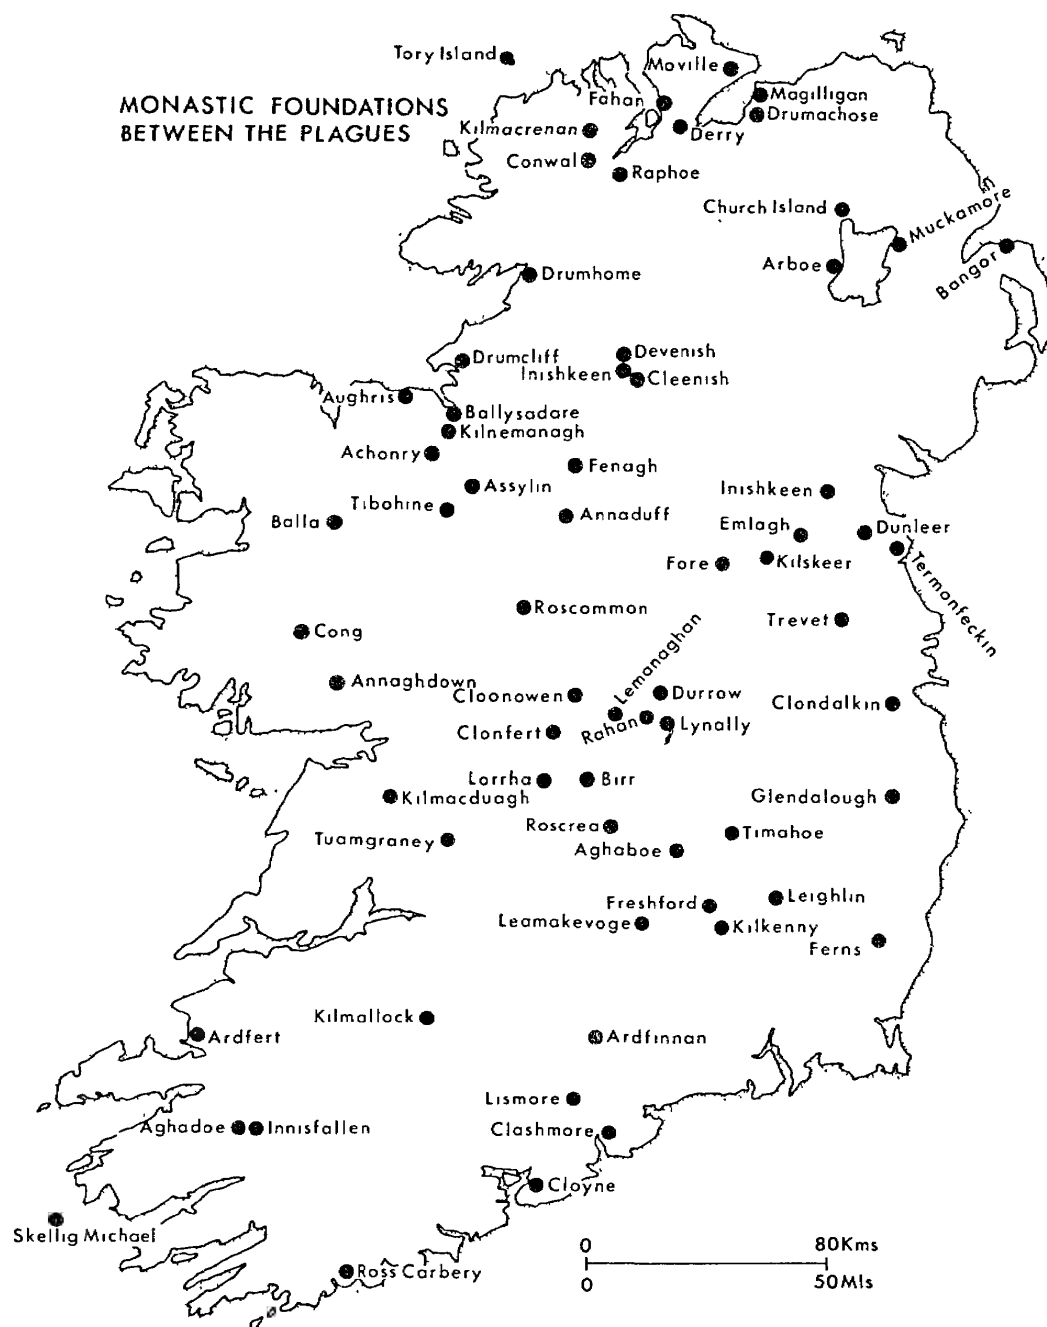 Tory Island
Moville
MONASTIC FOUNDATIONS
BETWEEN THE PLAGUES
Fahan
Magilligan
Drumachose
Kilmacrenan
Derry
Conwal
Raphoe
Church Island
Muckamore
Arboe
Bangor
Drumhome
Drumcliff
Devenish
Inishkeen
Cleenish
Aughris
Ballysadare
Kilnemanagh
Achonry
Fenagh
Assylin
Inishkeen
Tibohine
Balla
Annaduff
Emlagh
Dunleer
Fore
Kilskeer
Termonfeckin
Roscommon
Trevet
Cong
Lemanaghan
Annaghdown
Cloonowen
Durrow
Clondalkin
Clonfert
Rahan
Lynally
Lorrha
Birr
Kilmacduagh
Glendalough
Roscrea
Timahoe
Tuamgraney
Aghaboe
Freshford
Leighlin
Leamakevoge
Kilkenny
Ferns
Kilmallock
Ardfert
Ardfinnan
Lismore
Aghadoe
Innisfallen
Clashmore
Cloyne
Skellig Michael
Ross Carbery
0 80Kms
0 50Mls